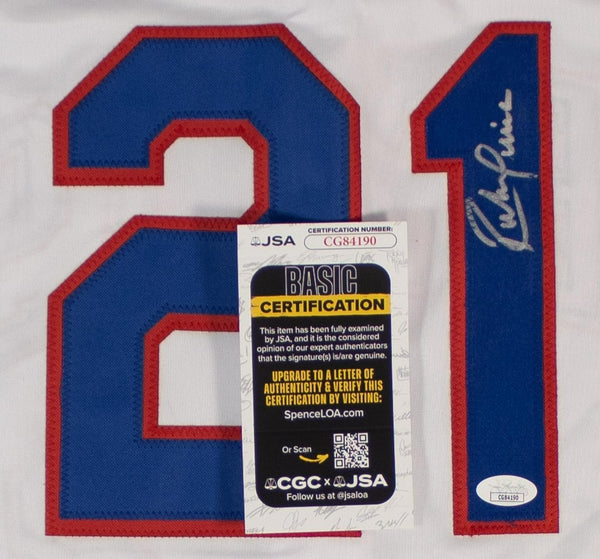 21
JSA
CERTIFICATION NUMBER:
CG84190
BASIC
CERTIFICATION
This item has been fully examined
by JSA, and it is the considered
opinion of our expert authenticators
that the signature(s) is/are genuine.
UPGRADE TO A LETTER OF
AUTHENTICITY & VERIFY THIS
CERTIFICATION BY VISITING:
SpenceLOA.com
Or Scan
CGC x JSA
Follow us at @jsaloa
JSA
CG84190